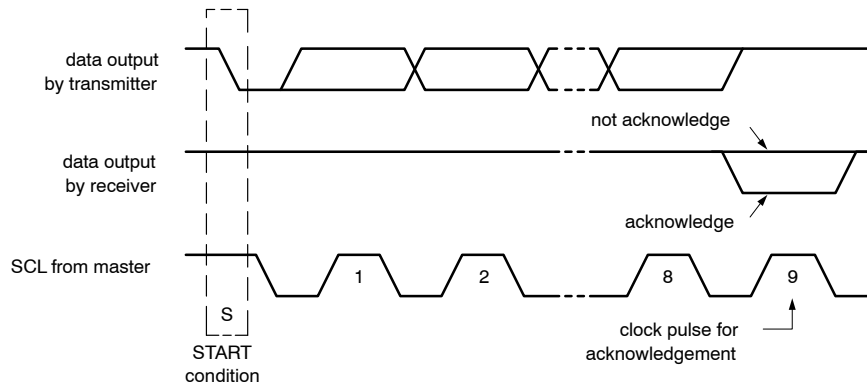 data output
by transmitter
not acknowledge
data output
by receiver
acknowledge
SCL from master
1
2
8
9
S
START
condition
clock pulse for
acknowledgement